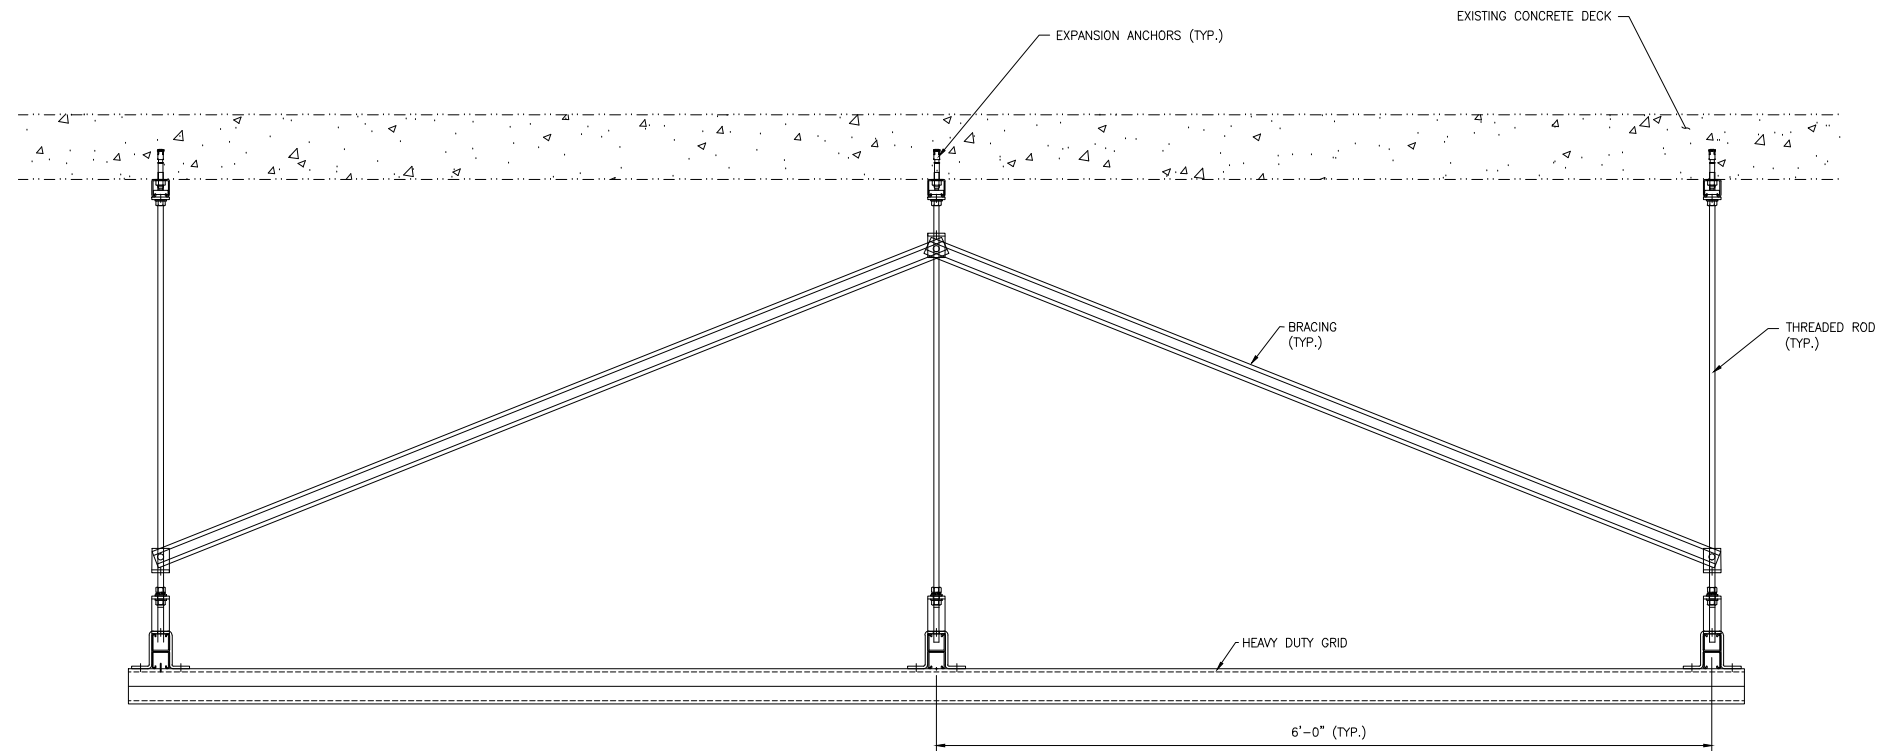 EXISTING CONCRETE DECK
EXPANSION ANCHORS (TYP.)
BRACING
(TYP.)
THREADED ROD
(TYP.)
HEAVY DUTY GRID
6'-0" (TYP.)